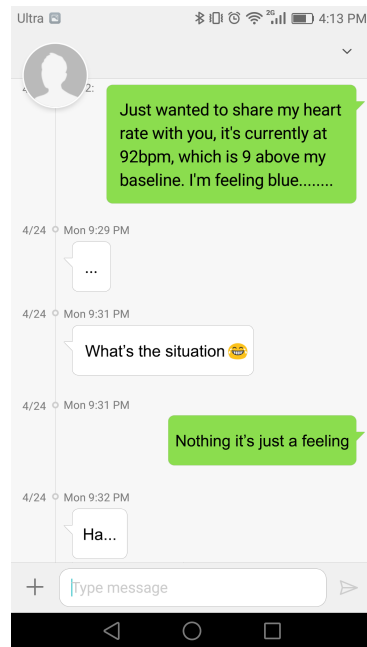 Ultra 2G 4:13 PM
Just wanted to share my heart
rate with you, it's currently at
92bpm, which is 9 above my
baseline. I'm feeling blue........
4/24 Mon 9:29 PM
...
4/24 Mon 9:31 PM
What's the situation😂
4/24 Mon 9:31 PM
Nothing it's just a feeling
4/24 Mon 9:32 PM
Ha...
Type message